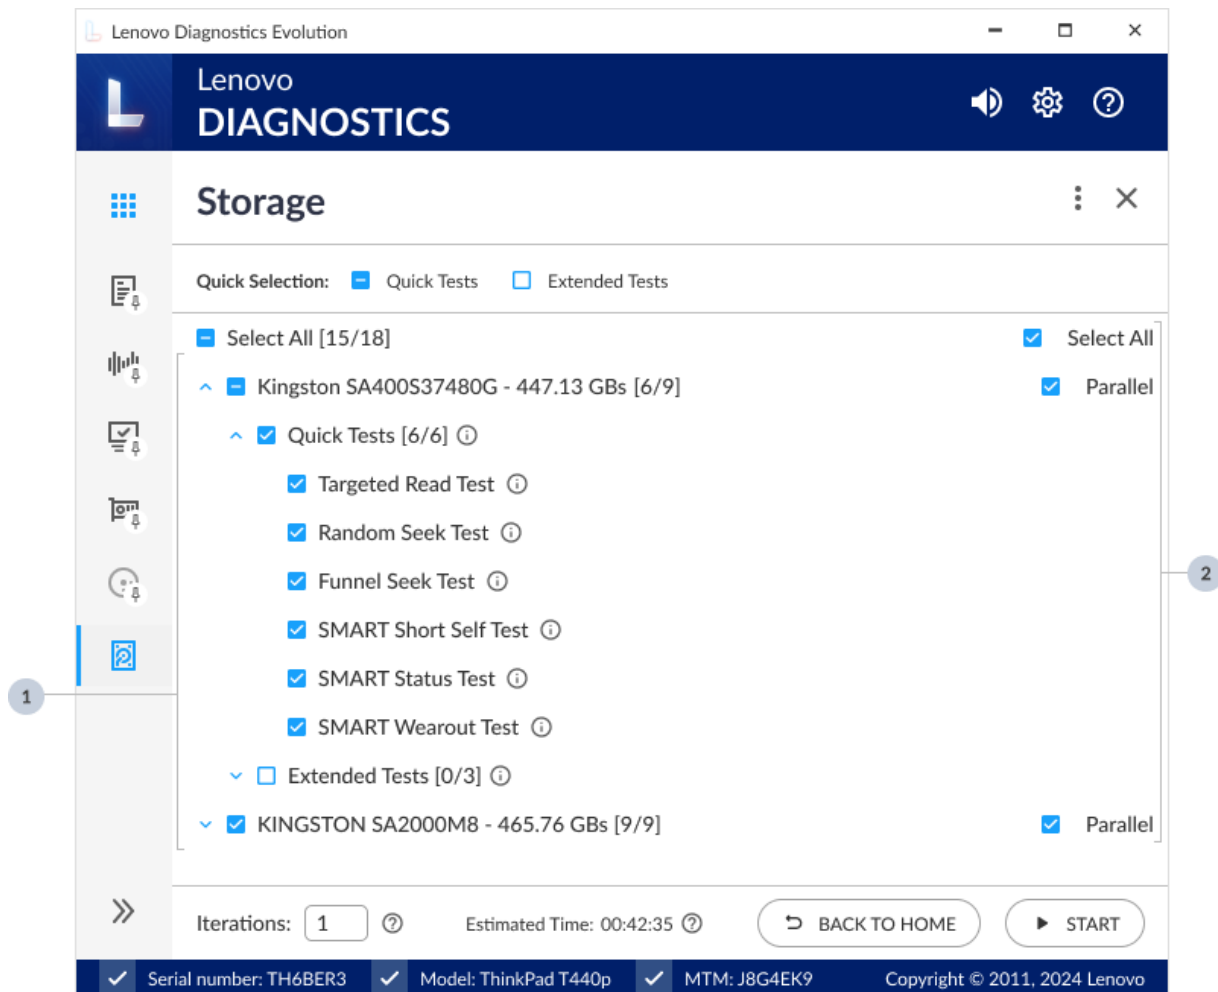 Lenovo Diagnostics Evolution
Lenovo
DIAGNOSTICS
Storage
Quick Selection: Quick Tests Extended Tests
Select All [15/18] Select All
Kingston SA400S37480G - 447.13 GBs [6/9] Parallel
Quick Tests [6/6]
Targeted Read Test
Random Seek Test
Funnel Seek Test
2
SMART Short Self Test
SMART Status Test
1
SMART Wearout Test
Extended Tests [0/3]
KINGSTON SA2000M8 - 465.76 GBs [9/9] Parallel
Iterations: 1 Estimated Time: 00:42:35 BACK TO HOME START
Serial number: TH6BER3 Model: ThinkPad T440p MTM: J8G4EK9 Copyright © 2011, 2024 Lenovo